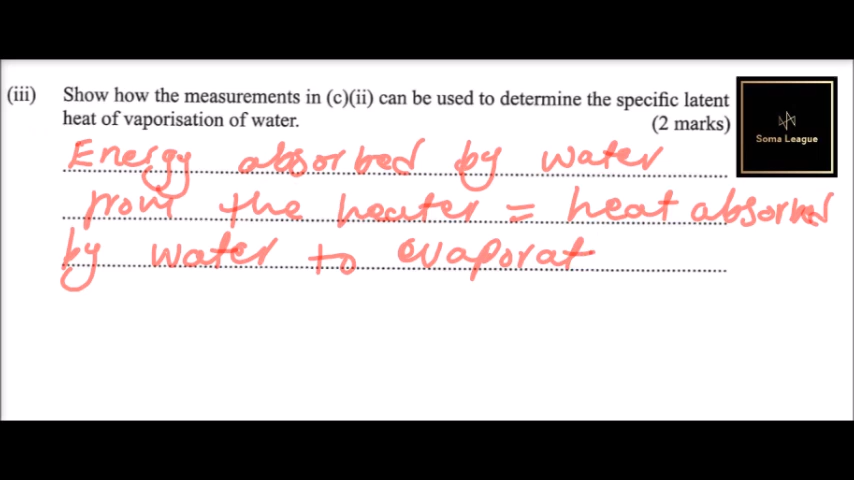 (iii) Show how the measurements in (c)(ii) can be used to determine the specific latent
heat of vaporisation of water. (2 marks)
Soma League
Energy absorbed by water
from the heater = heat absorbed
by water to evaporat